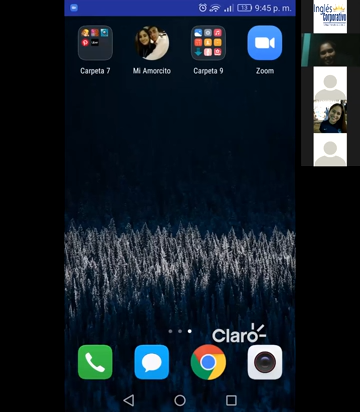 9:45 p. m.
Inglés
Corporativo
Carpeta 7
Mi Amorcito
Carpeta 9
Zoom
Claro